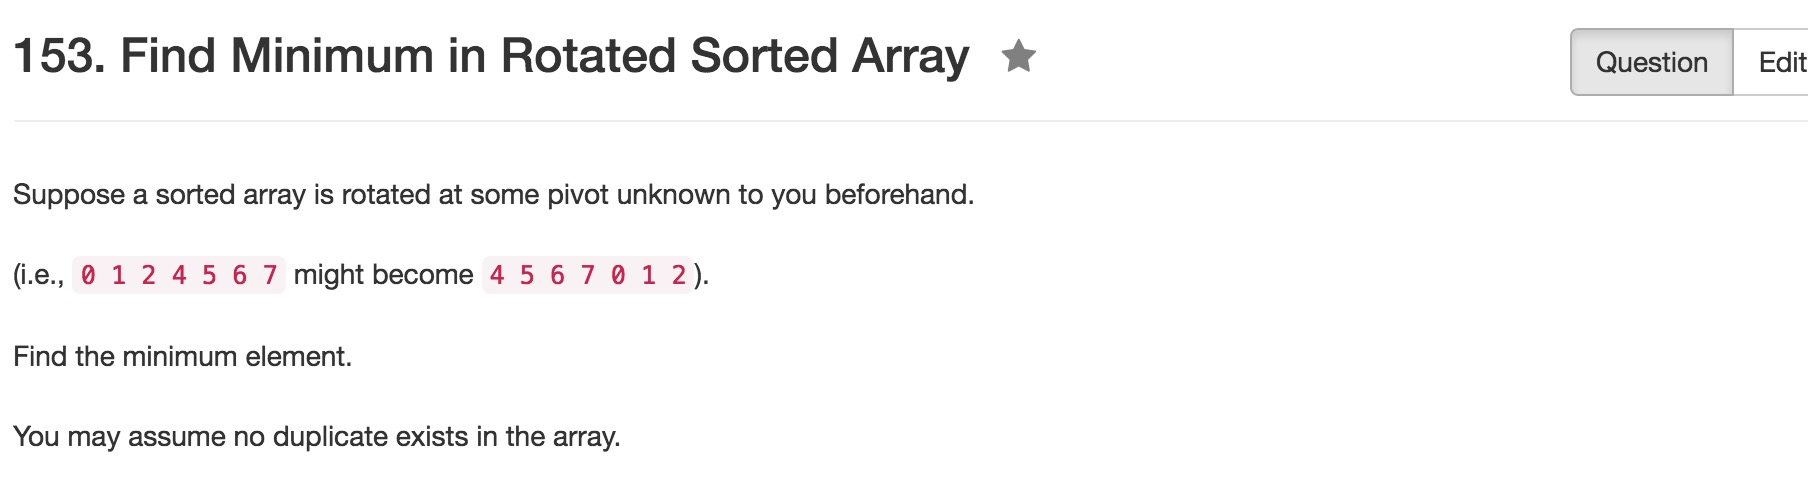 153. Find Minimum in Rotated Sorted Array
Question
Edit
Suppose a sorted array is rotated at some pivot unknown to you beforehand.
(i.e., 0 1 2 4 5 6 7 might become 4 5 6 7 0 1 2).
Find the minimum element.
You may assume no duplicate exists in the array.